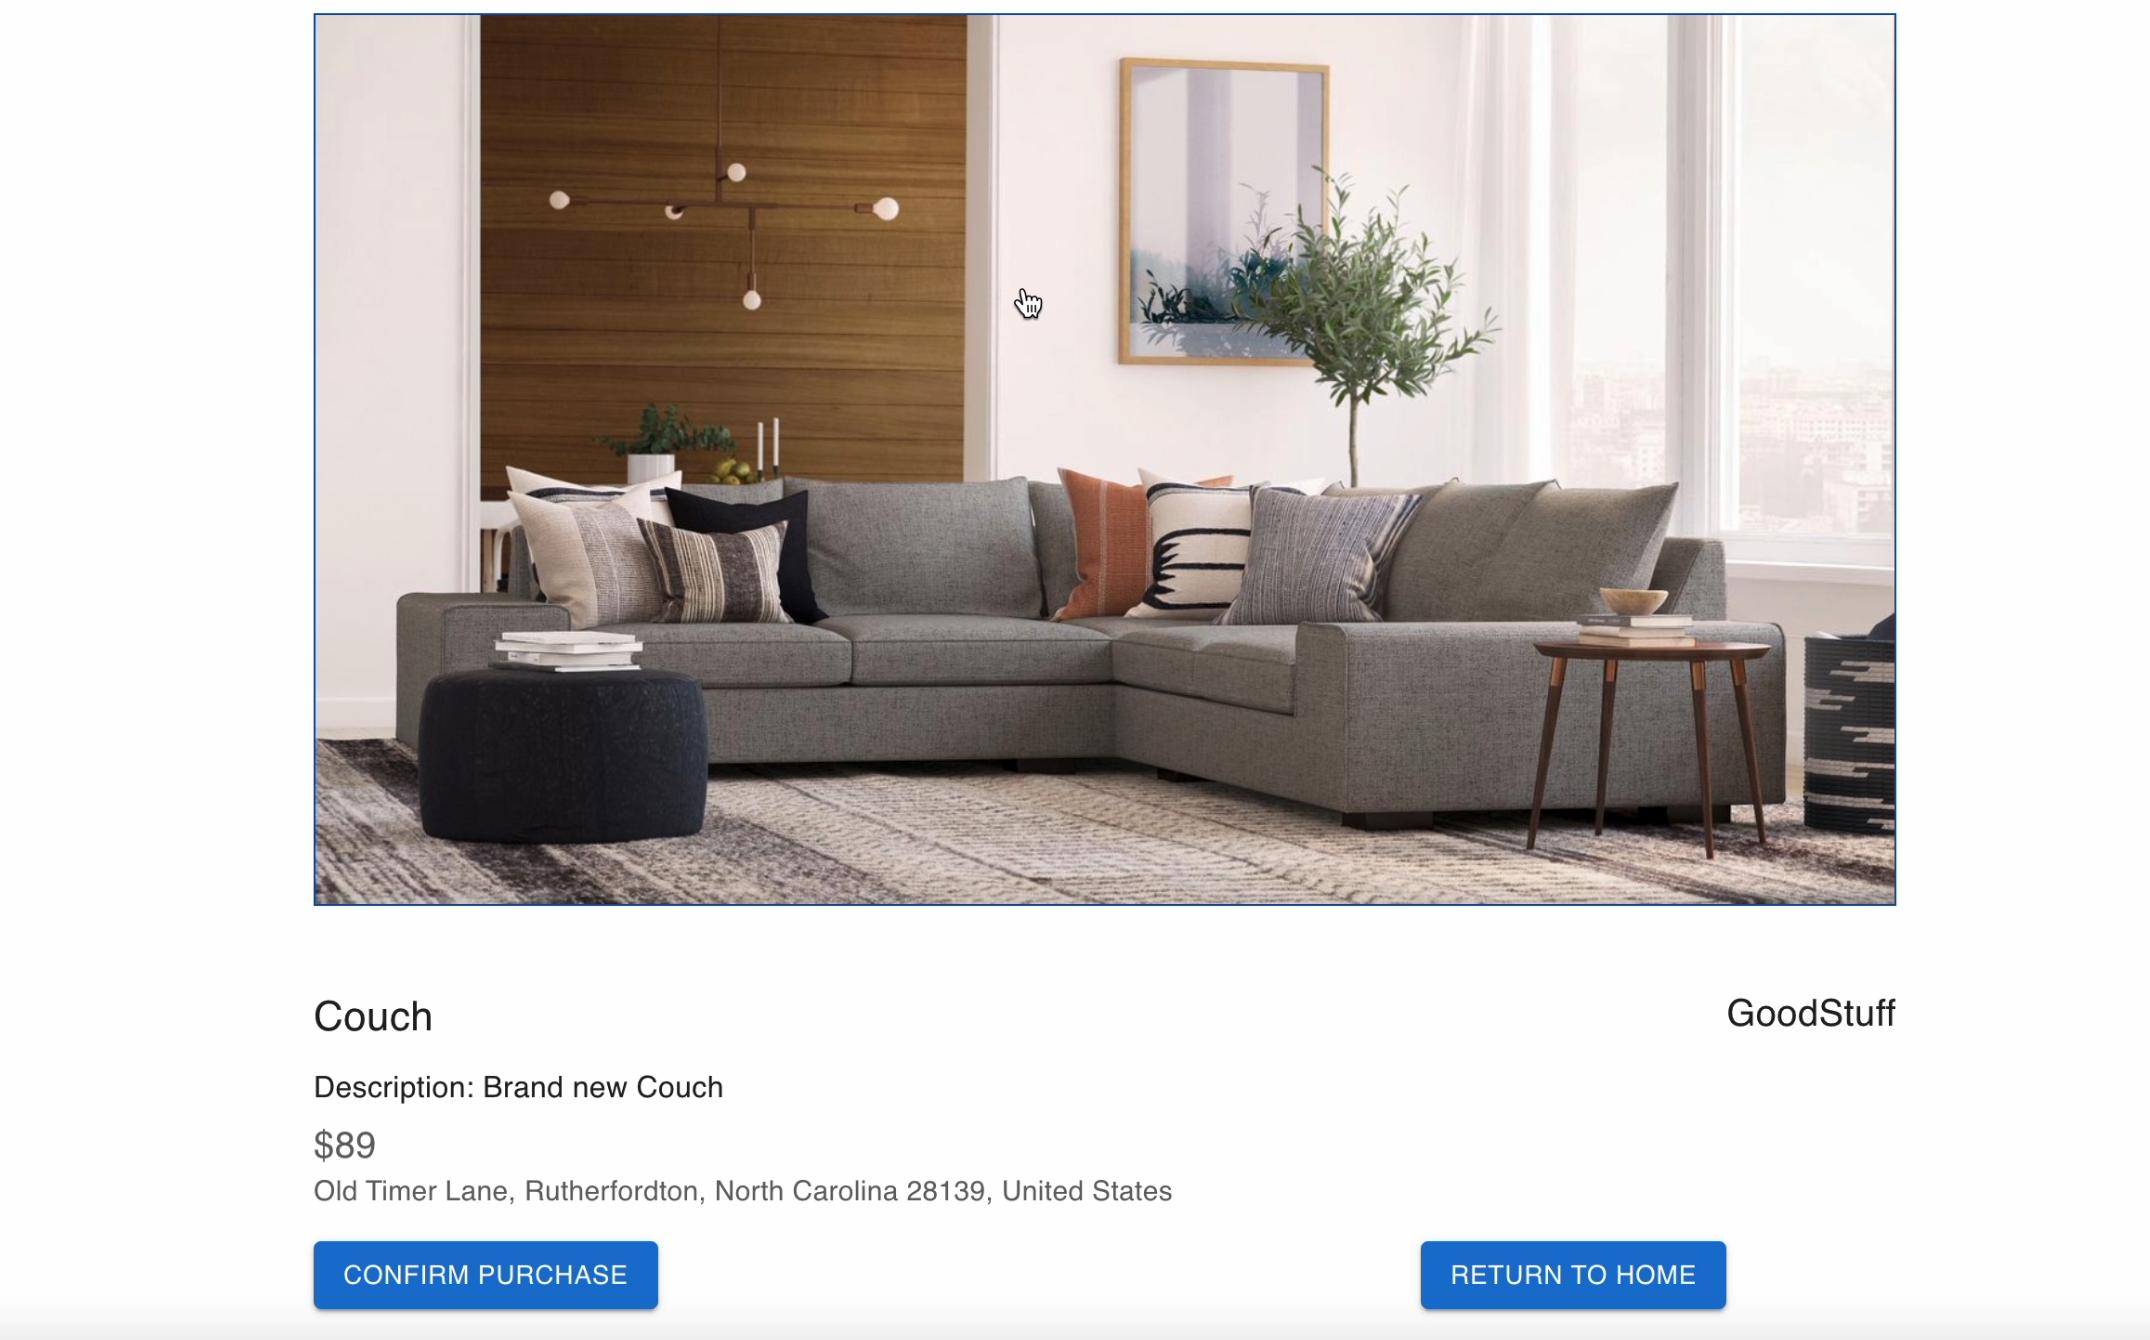 Couch
GoodStuff
Description: Brand new Couch
$89
Old Timer Lane, Rutherfordton, North Carolina 28139, United States
CONFIRM PURCHASE
RETURN TO HOME